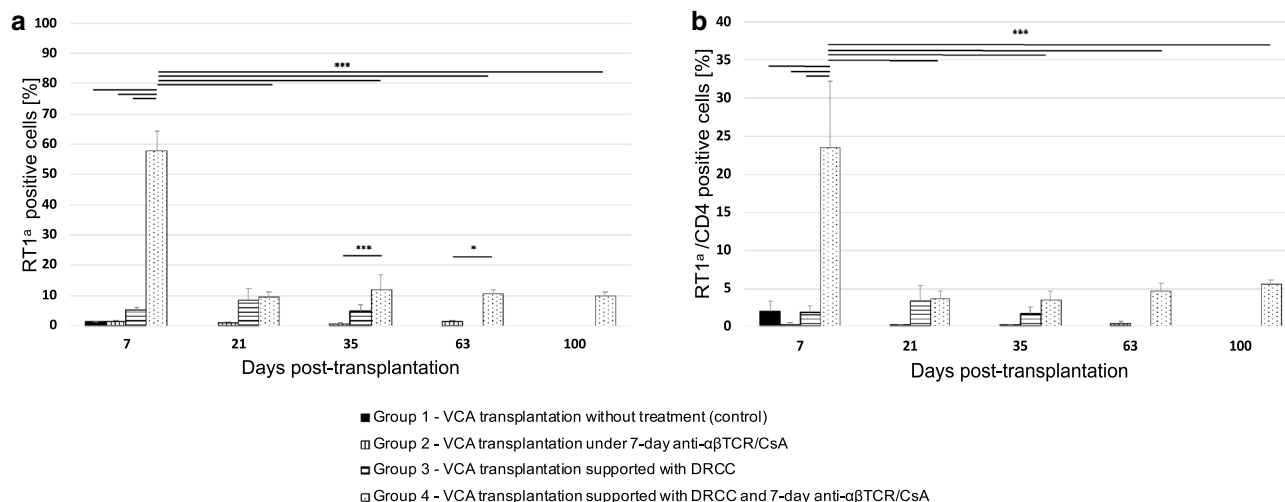 a
RT1ᵃ positive cells [%]
100
90
80
70
60
50
40
30
20
10
0
***
***
*
7 21 35 63 100
Days post-transplantation
b
RT1ᵃ /CD4 positive cells [%]
40
35
30
25
20
15
10
5
0
***
7 21 35 63 100
Days post-transplantation
Group 1 - VCA transplantation without treatment (control)
Group 2 - VCA transplantation under 7-day anti-αβTCR/CsA
Group 3 - VCA transplantation supported with DRCC
Group 4 - VCA transplantation supported with DRCC and 7-day anti-αβTCR/CsA